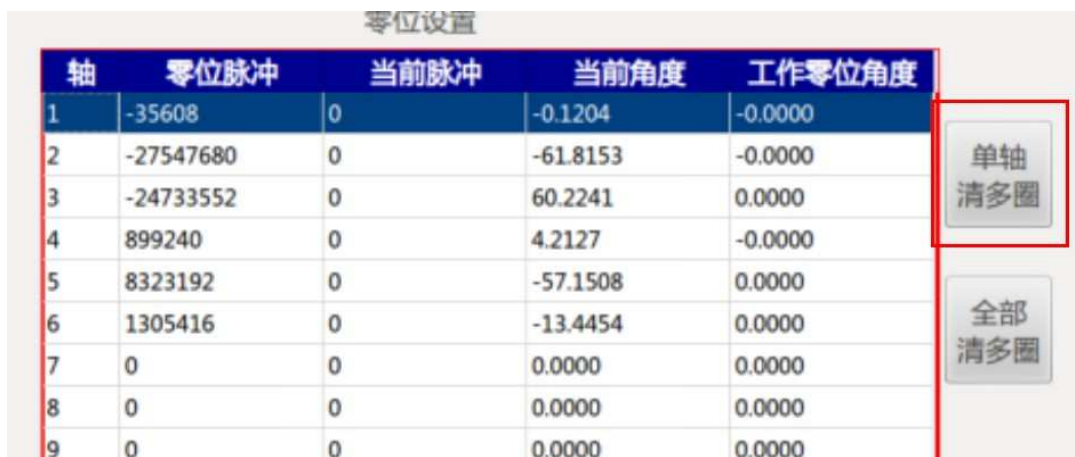 零位设置
轴 零位脉冲 当前脉冲 当前角度 工作零位角度
1 -35608 0 -0.1204 -0.0000
2 -27547680 0 -61.8153 -0.0000
3 -24733552 0 60.2241 0.0000
4 899240 0 4.2127 -0.0000
5 8323192 0 -57.1508 0.0000
6 1305416 0 -13.4454 0.0000
7 0 0 0.0000 0.0000
8 0 0 0.0000 0.0000
9 0 0 0.0000 0.0000
单轴
清多圈
全部
清多圈